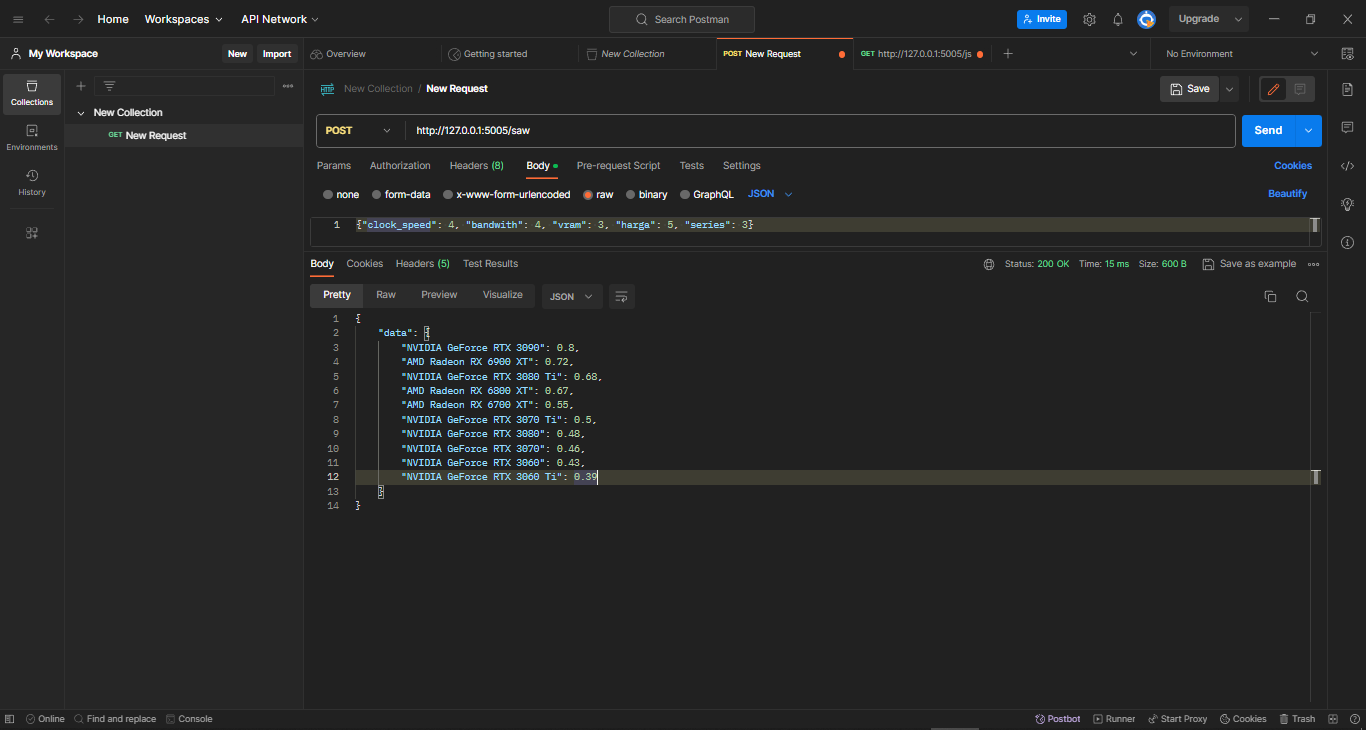 Home Workspaces API Network Search Postman Invite Upgrade
My Workspace New Import Overview Getting started New Collection POST New Request GET http://127.0.0.1:5005/js No Environment
Collections
Environments
History
New Collection
GET New Request
HTTP New Collection / New Request Save
POST http://127.0.0.1:5005/saw Send
Params Authorization Headers (8) Body Pre-request Script Tests Settings Cookies
none form-data x-www-form-urlencoded raw binary GraphQL JSON Beautify
1 {"clock_speed": 4, "bandwith": 4, "vram": 3, "harga": 5, "series": 3}
Body Cookies Headers (5) Test Results Status: 200 OK Time: 15 ms Size: 600 B Save as example
Pretty Raw Preview Visualize JSON
1 {
2 "data": {
3 "NVIDIA GeForce RTX 3090": 0.8,
4 "AMD Radeon RX 6900 XT": 0.72,
5 "NVIDIA GeForce RTX 3080 Ti": 0.68,
6 "AMD Radeon RX 6800 XT": 0.67,
7 "AMD Radeon RX 6700 XT": 0.55,
8 "NVIDIA GeForce RTX 3070 Ti": 0.5,
9 "NVIDIA GeForce RTX 3080": 0.48,
10 "NVIDIA GeForce RTX 3070": 0.46,
11 "NVIDIA GeForce RTX 3060": 0.43,
12 "NVIDIA GeForce RTX 3060 Ti": 0.39
13 }
14 }
Online Find and replace Console Postbot Runner Start Proxy Cookies Trash